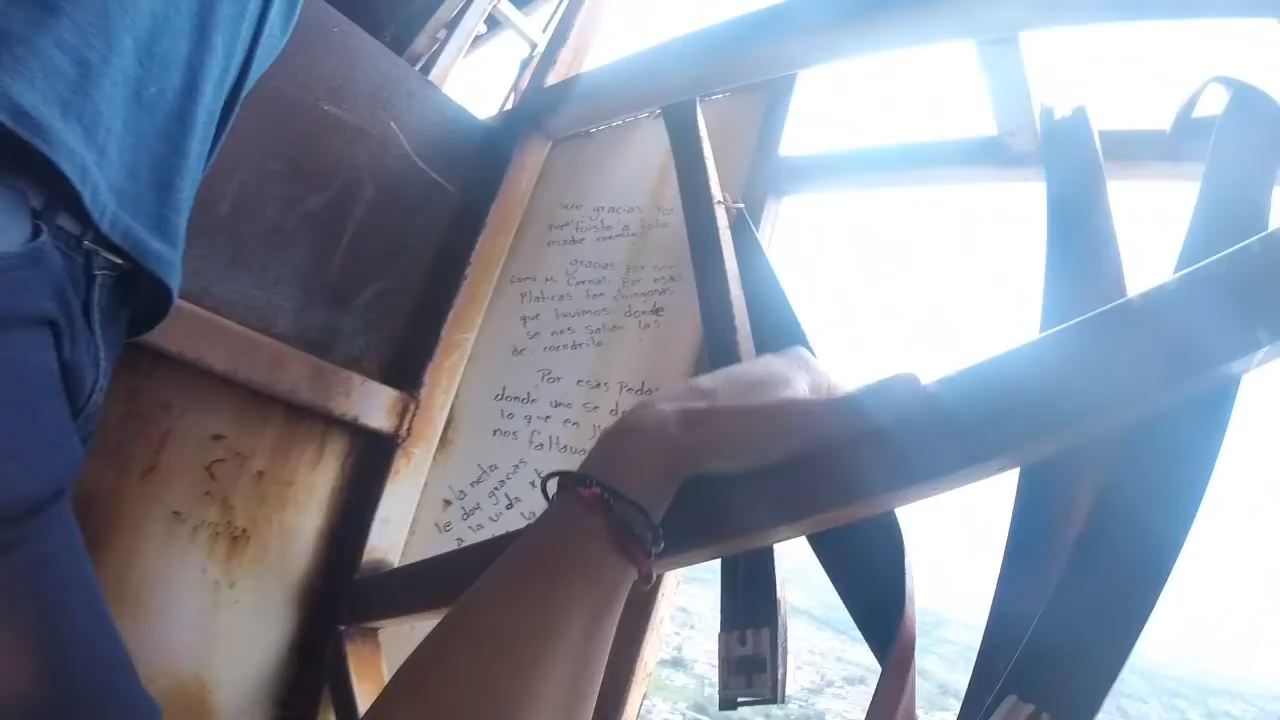 gracias Por
que fuiste a toda
madre conmigo
gracias por ser
como Mi Carnal. Por esas
Platicas tan chingonas
que tuvimos donde
se nos salian las
de cocodrilo.
Por esas Pedas
donde uno se
lo que en
nos faltaba
la neta
le doy gracias
a la vida